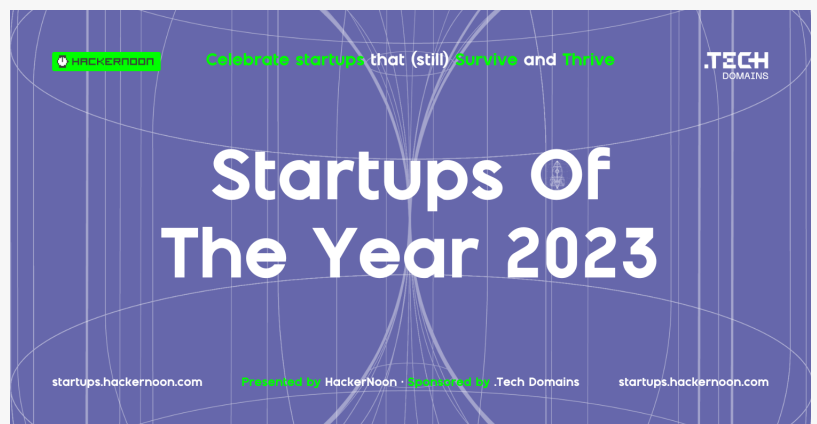 HACKERNOON
Celebrate startups that (still) Survive and Thrive
.TECH
DOMAINS
Startups Of
The Year 2023
startups.hackernoon.com
Presented by HackerNoon · Sponsored by .Tech Domains
startups.hackernoon.com